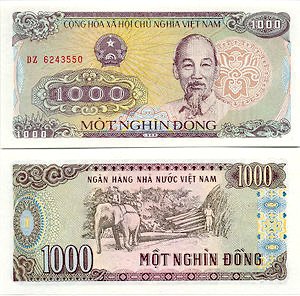 CỘNG HÒA XÃ HỘI CHỦ NGHĨA VIỆT NAM 1000
DZ 6243550
1000
1000 MỘT NGHÌN ĐỒNG
NGÂN HÀNG NHÀ NƯỚC VIỆT NAM 1000
1000 MỘT NGHÌN ĐỒNG